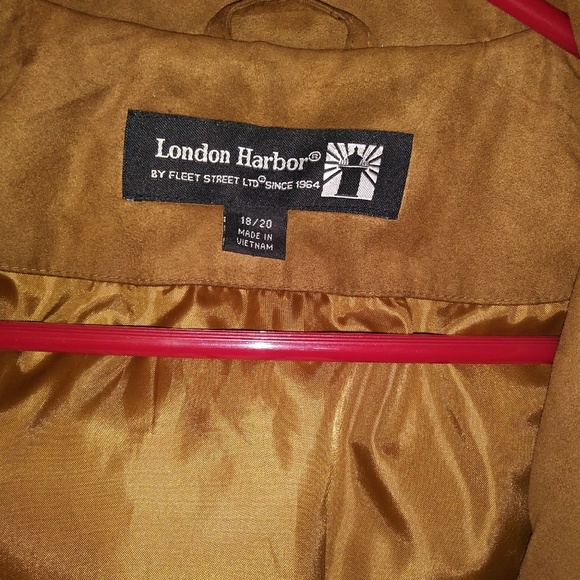 London Harbor®
BY FLEET STREET LTD® SINCE 1964
18/20
MADE IN
VIETNAM